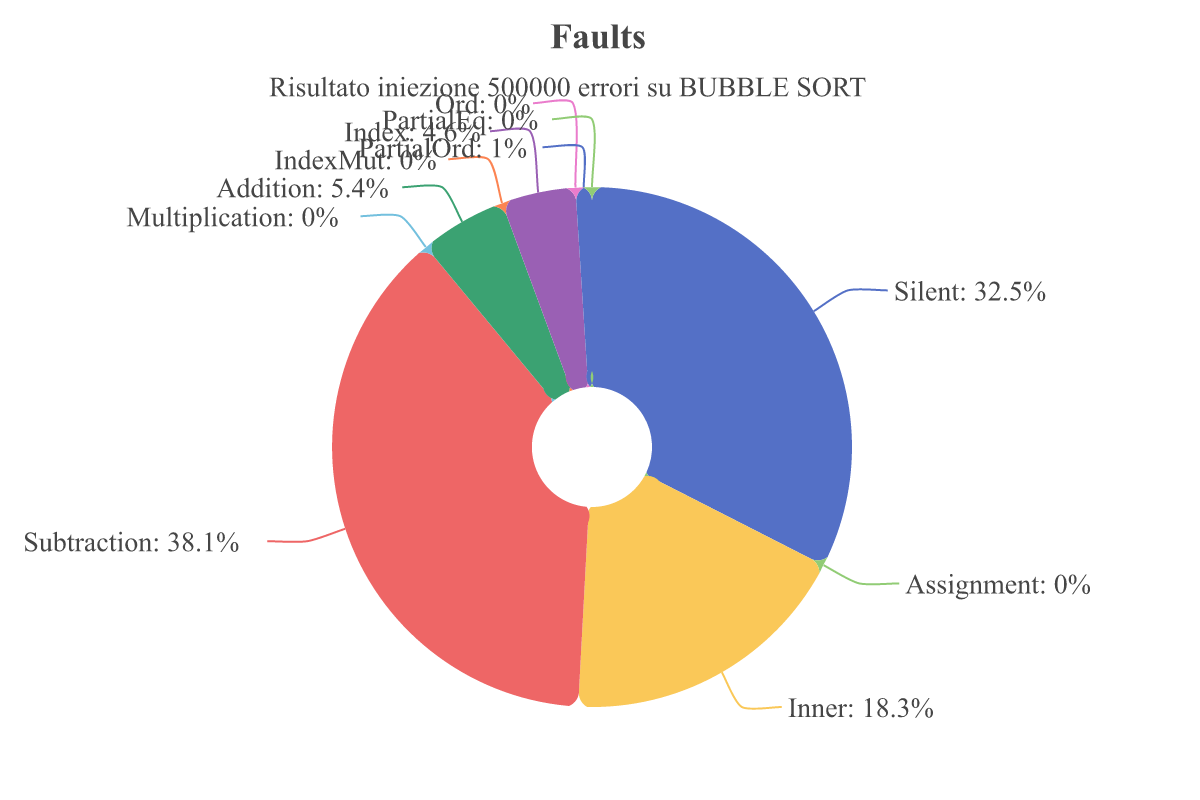 Faults
Risultato iniezione 500000 errori su BUBBLE SORT
Ord: 0%
PartialEq: 0%
Index: 4.6%
PartialOrd: 1%
IndexMut: 0%
Addition: 5.4%
Multiplication: 0%
Silent: 32.5%
Subtraction: 38.1%
Assignment: 0%
Inner: 18.3%